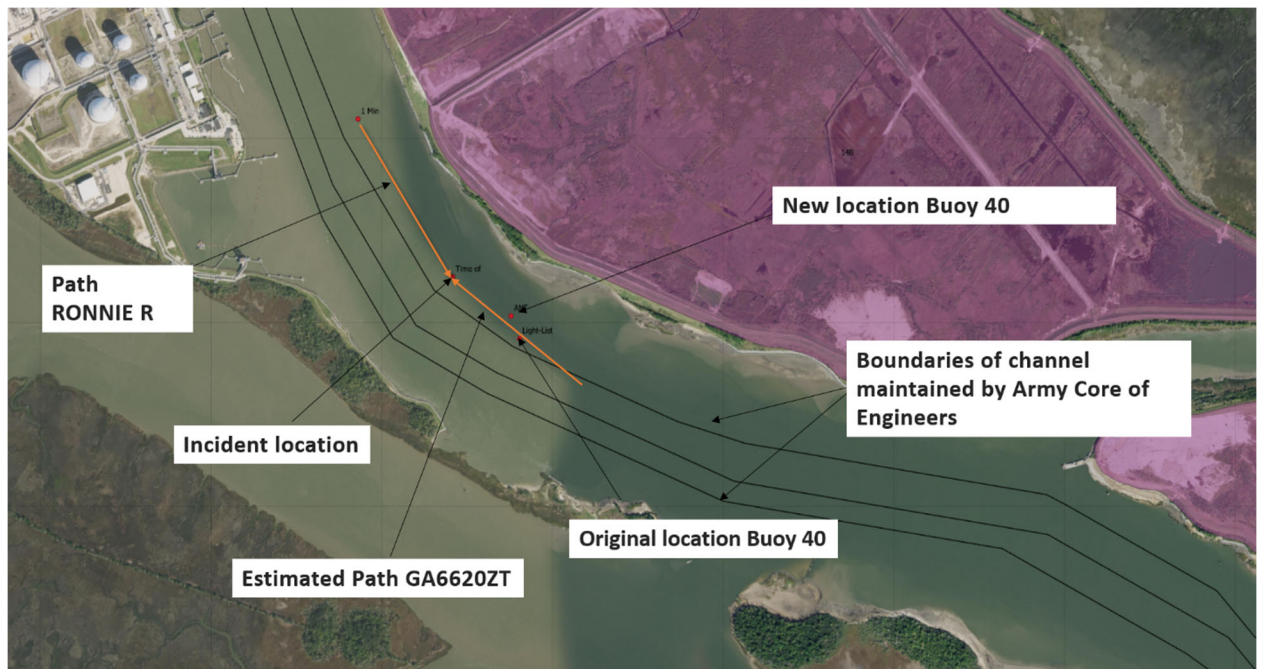 1 Min
14B
New location Buoy 40
Time of
Path
RONNIE R
Light-List
Boundaries of channel
maintained by Army Core of
Engineers
Incident location
Original location Buoy 40
Estimated Path GA6620ZT